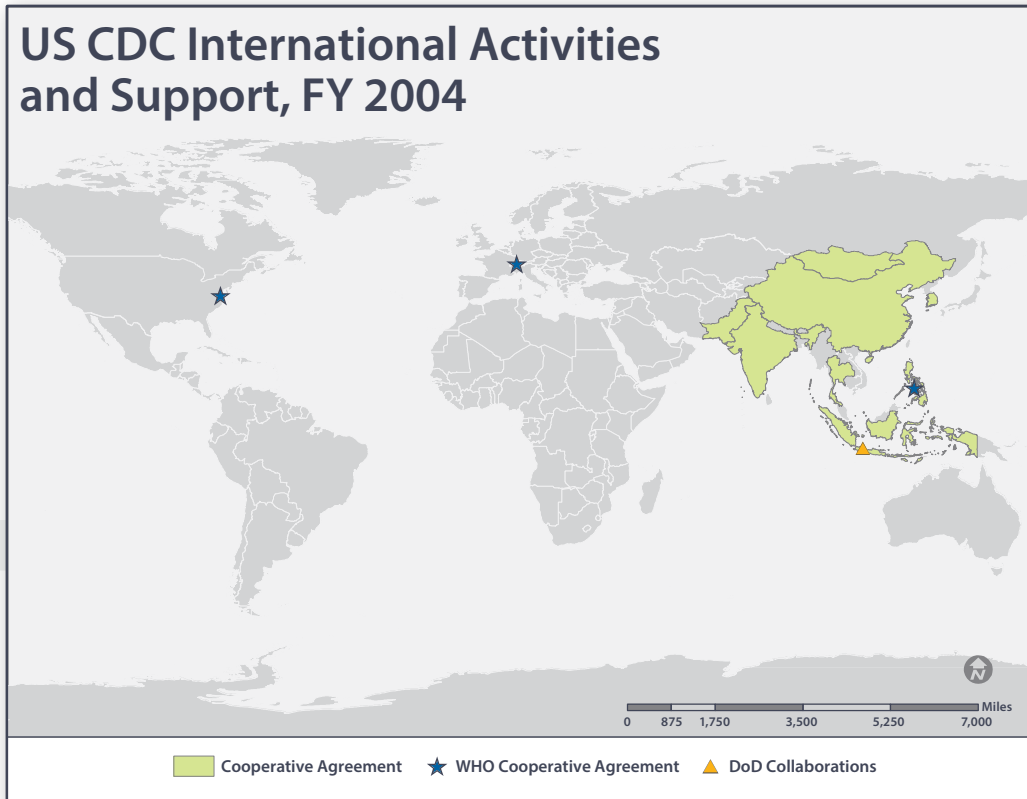 US CDC International Activities
and Support, FY 2004
N
Miles
0 875 1,750 3,500 5,250 7,000
Cooperative Agreement WHO Cooperative Agreement DoD Collaborations